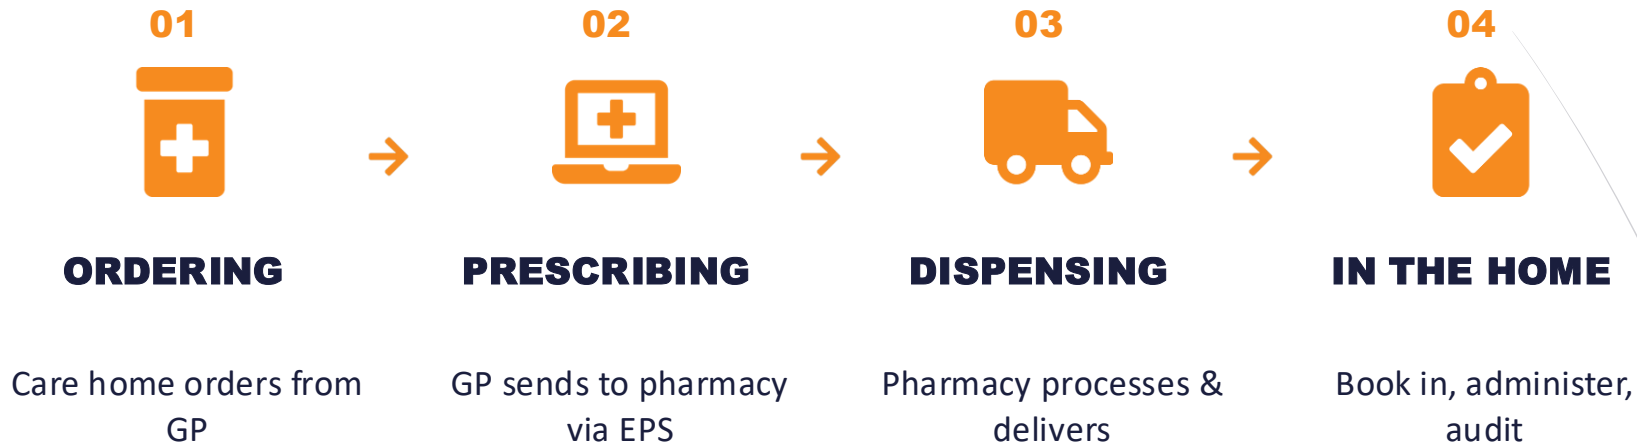 01
02
03
04
ORDERING
PRESCRIBING
DISPENSING
IN THE HOME
Care home orders from
GP
GP sends to pharmacy
via EPS
Pharmacy processes &
delivers
Book in, administer,
audit